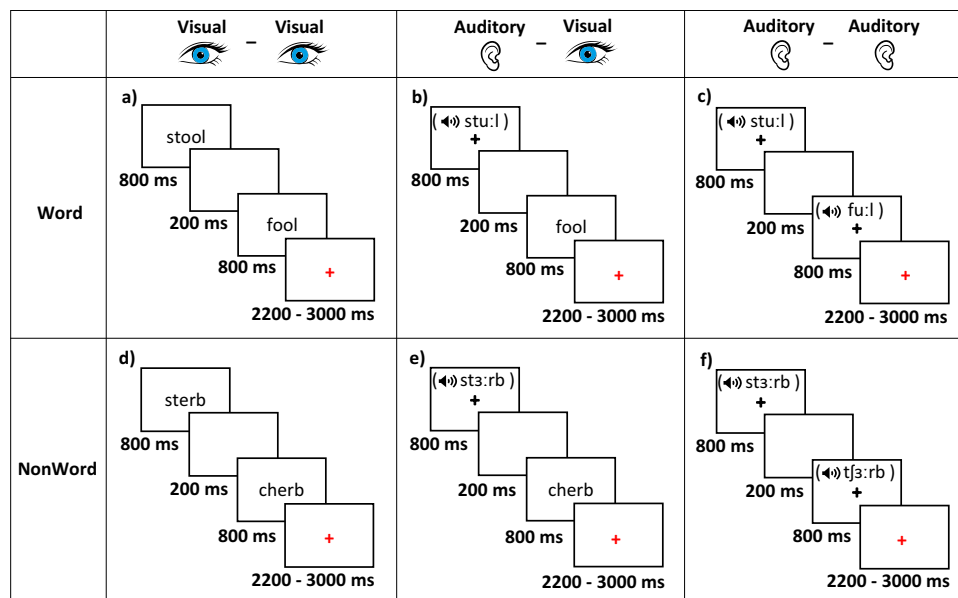 Visual – Visual
Auditory – Visual
Auditory – Auditory
Word
a)
stool
800 ms
200 ms
fool
800 ms
+
2200 - 3000 ms
b)
( stu:l )
+
800 ms
200 ms
fool
800 ms
+
2200 - 3000 ms
c)
( stu:l )
+
800 ms
200 ms
( fu:l )
+
800 ms
+
2200 - 3000 ms
NonWord
d)
sterb
800 ms
200 ms
cherb
800 ms
+
2200 - 3000 ms
e)
( stɜ:rb )
+
800 ms
200 ms
cherb
800 ms
+
2200 - 3000 ms
f)
( stɜ:rb )
+
800 ms
200 ms
( tʃɜ:rb )
+
800 ms
+
2200 - 3000 ms